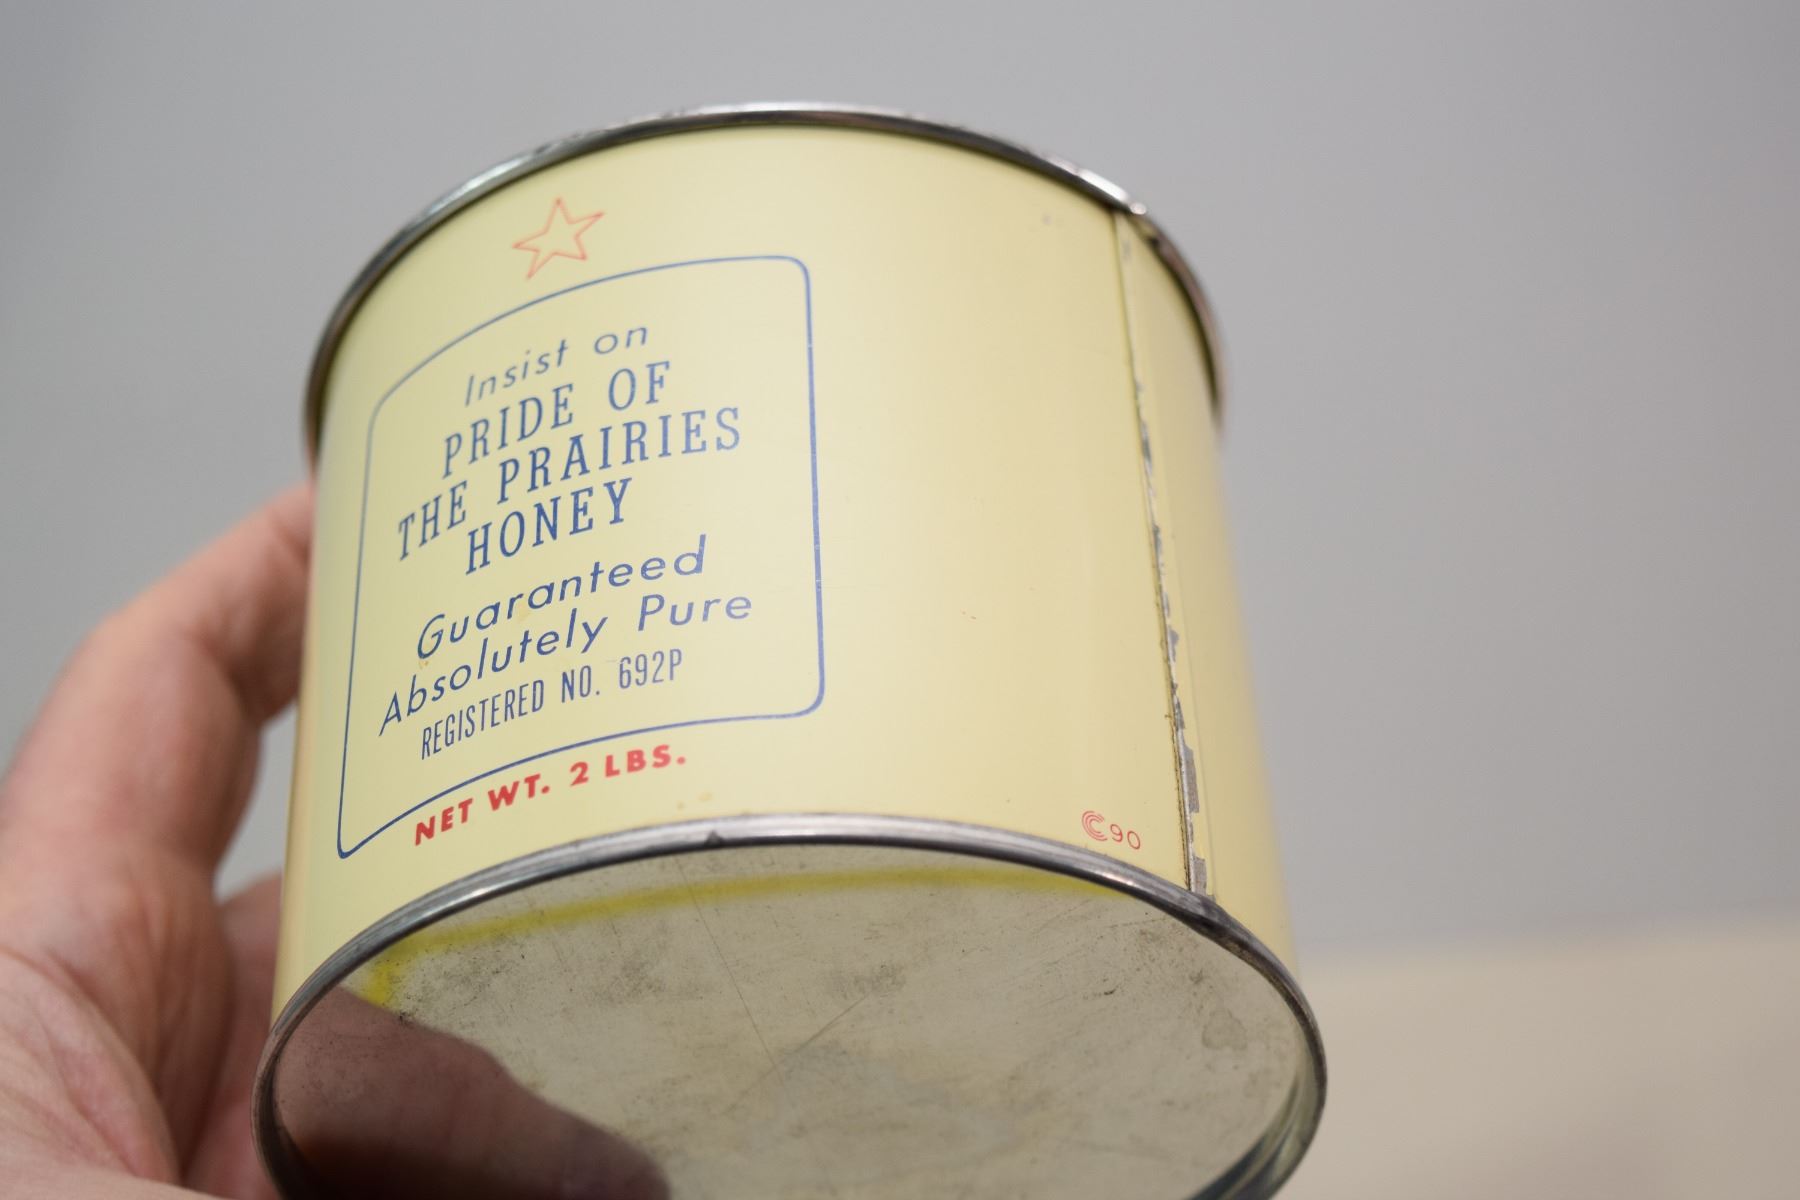 Insist on
PRIDE OF
THE PRAIRIES
HONEY
Guaranteed
Absolutely Pure
REGISTERED NO. 692P
NET WT. 2 LBS.
C90